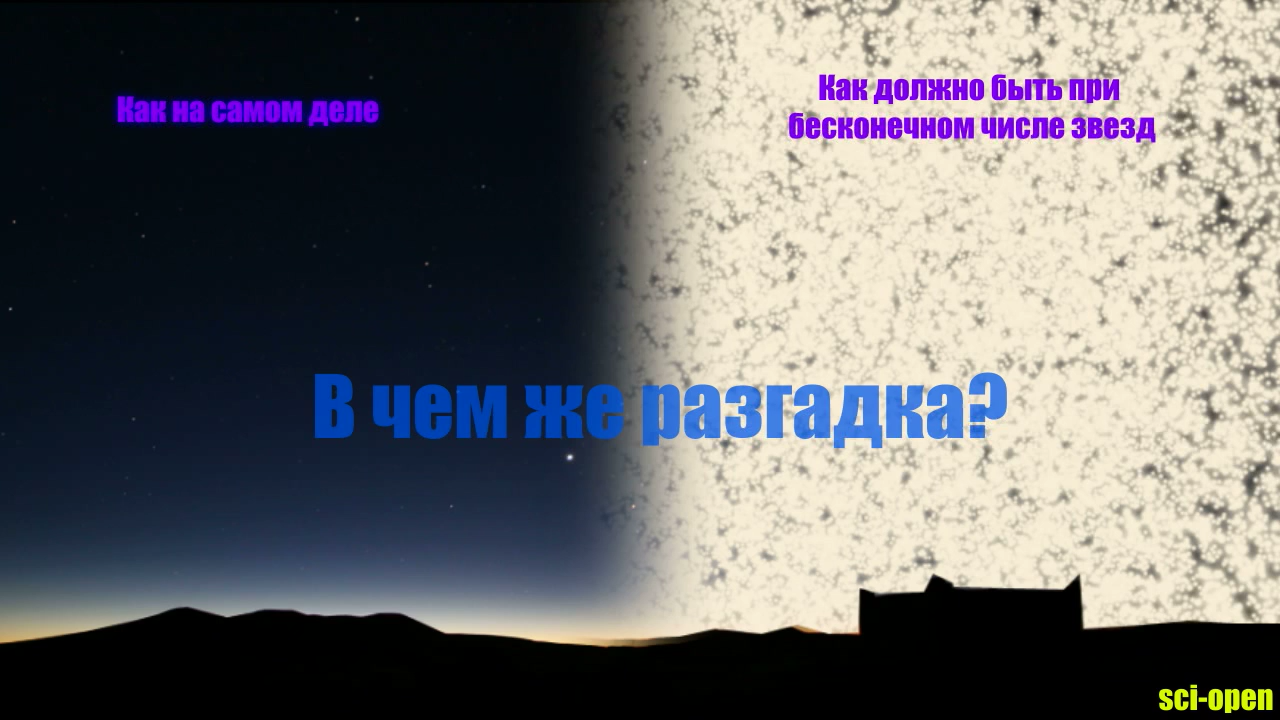 Как на самом деле
Как должно быть при
бесконечном числе звезд
В чем же разгадка?
sci-open